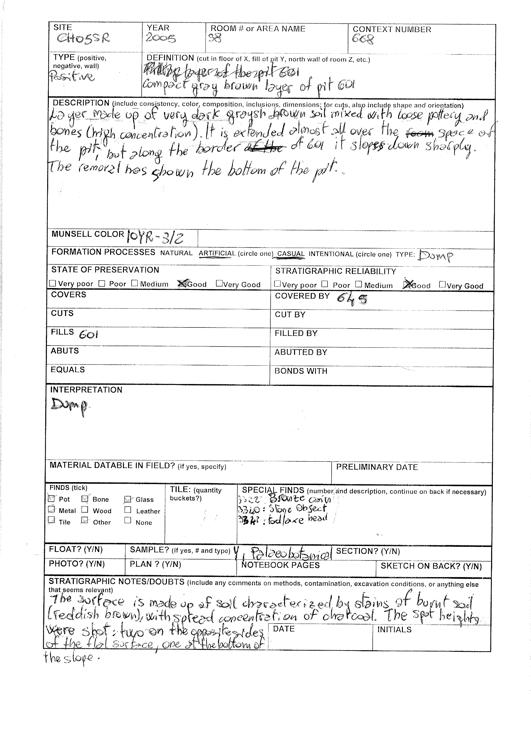 SITE YEAR ROOM # or AREA NAME CONTEXT NUMBER
CH05SR 2005 38 668
TYPE (positive, negative, wall) DEFINITION (cut in floor of X, fill of pit Y, north wall of room Z, etc.)
Positive layer of the pit 601
compact gray brown layer of pit 601
DESCRIPTION (include consistency, color, composition, inclusions, dimensions; for cuts, also include shape and orientation)
Layer made up of very dark graysh brown soil mixed with loose pottery and
bones (high concentration). It is extended almost all over the form space of
the pit, but along the border of the of 601 it slopes down sharply.
The removal has shown the bottom of the pit.
MUNSELL COLOR 10YR-3/2
FORMATION PROCESSES NATURAL ARTIFICIAL (circle one) CASUAL INTENTIONAL (circle one) TYPE: Dump
STATE OF PRESERVATION STRATIGRAPHIC RELIABILITY
Very poor Poor Medium Good Very Good Very poor Poor Medium Good Very Good
COVERS COVERED BY 645
CUTS CUT BY
FILLS 601 FILLED BY
ABUTS ABUTTED BY
EQUALS BONDS WITH
INTERPRETATION
Dump
MATERIAL DATABLE IN FIELD? (if yes, specify) PRELIMINARY DATE
FINDS (tick) TILE: (quantity buckets?) SPECIAL FINDS (number and description, continue on back if necessary)
Pot Bone Glass Bronze
Metal Wood Leather 3340: Stone Object
Tile Other None bead
FLOAT? (Y/N) SAMPLE? (if yes, # and type) Y, Palaeobotanical SECTION? (Y/N)
PHOTO? (Y/N) PLAN ? (Y/N) NOTEBOOK PAGES SKETCH ON BACK? (Y/N)
STRATIGRAPHIC NOTES/DOUBTS (include any comments on methods, contamination, excavation conditions, or anything else that seems relevant)
The surface is made up of soil characterized by stains of burnt soil
(reddish brown), with spread concentration of charcoal. The spot heights
were shot: two on the opposite sides
of the flat surface, one at the bottom of
the slope.
DATE INITIALS